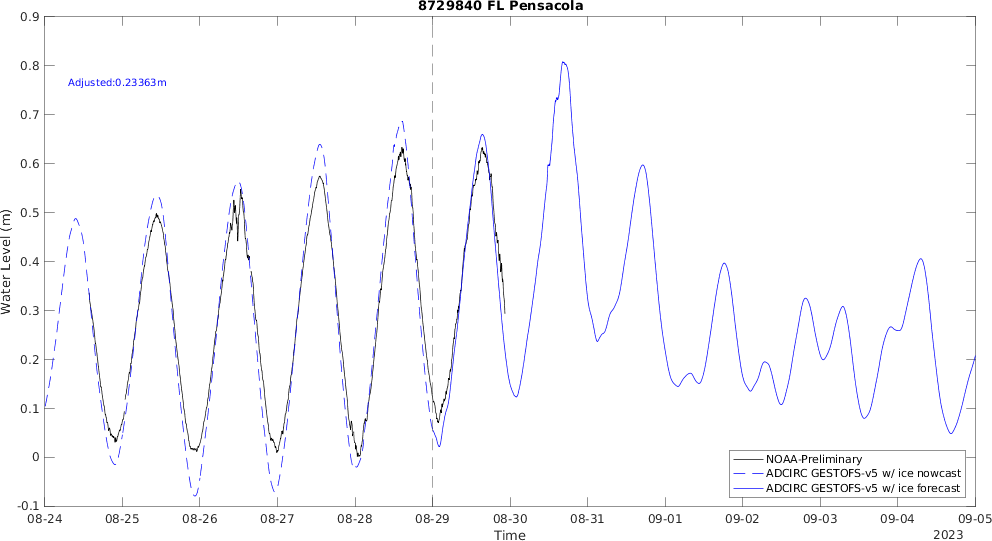 8729840 FL Pensacola
0.9
0.8
Adjusted:0.23363m
0.7
0.6
0.5
0.4
0.3
0.2
0.1
0
-0.1
Water Level (m)
NOAA-Preliminary
ADCIRC GESTOFS-v5 w/ ice nowcast
ADCIRC GESTOFS-v5 w/ ice forecast
08-24 08-25 08-26 08-27 08-28 08-29 08-30 08-31 09-01 09-02 09-03 09-04 09-05
Time
2023